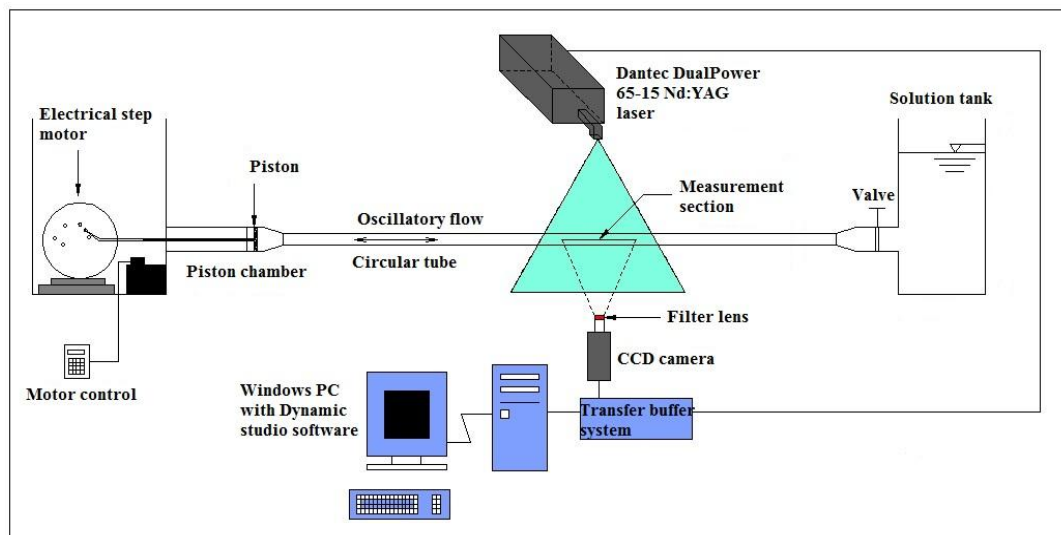 Electrical step
motor
Piston
Oscillatory flow
Circular tube
Piston chamber
Motor control
Dantec DualPower
65-15 Nd:YAG
laser
Measurement
section
Solution tank
Valve
Filter lens
CCD camera
Windows PC
with Dynamic
studio software
Transfer buffer
system